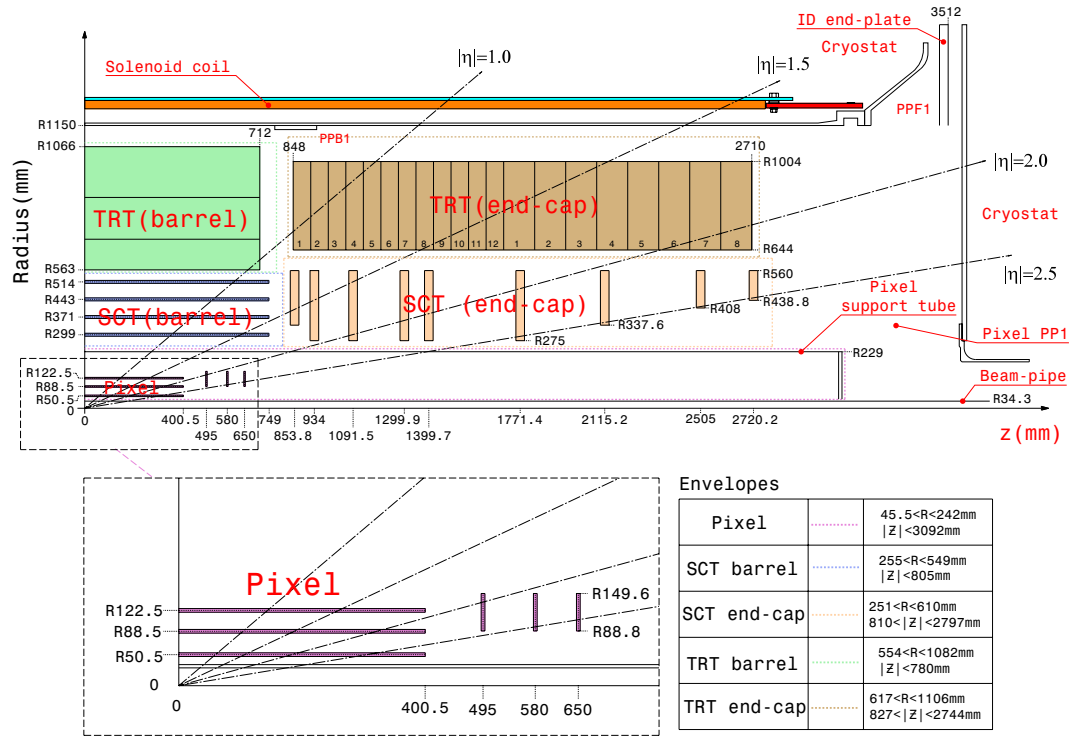 ID end-plate
3512
Cryostat
|η|=1.0
|η|=1.5
Solenoid coil
PPF1
R1150
712
PPB1
R1066
848
2710
R1004
|η|=2.0
TRT(barrel)
TRT(end-cap)
Cryostat
Radius(mm)
1 2 3 4 5 6 7 8 9 10 11 12 1 2 3 4 5 6 7 8
R644
R563
R560
|η|=2.5
R514
Pixel
support tube
R443
R438.8
SCT(barrel)
SCT (end-cap)
R408
R371
R337.6
R299
R275
Pixel PP1
R229
R122.5
Pixel
R88.5
Beam-pipe
R50.5
R34.3
0
0
400.5
495
580
650
749
853.8
934
1091.5
1299.9
1399.7
1771.4
2115.2
2505
2720.2
z(mm)
Pixel
R149.6
R122.5
R88.5
R88.8
R50.5
0
0
400.5
495
580
650
Envelopes
Pixel
45.5<R<242mm
|Z|<3092mm
SCT barrel
255<R<549mm
|Z|<805mm
SCT end-cap
251<R<610mm
810<|Z|<2797mm
TRT barrel
554<R<1082mm
|Z|<780mm
TRT end-cap
617<R<1106mm
827<|Z|<2744mm